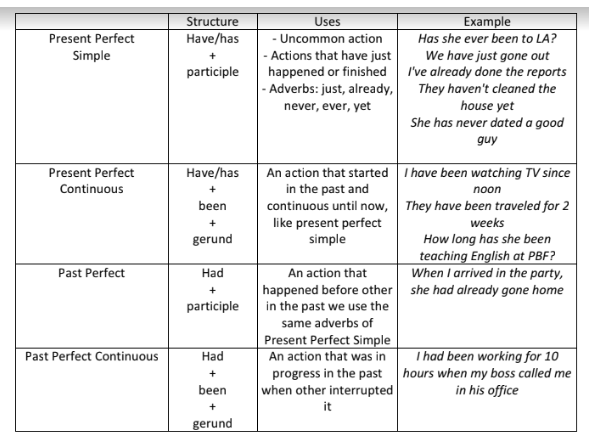 Structure Uses Example
Present Perfect
Simple
Have/has
+
participle
- Uncommon action
- Actions that have just
happened or finished
- Adverbs: just, already,
never, ever, yet
Has she ever been to LA?
We have just gone out
I've already done the reports
They haven't cleaned the
house yet
She has never dated a good
guy
Present Perfect
Continuous
Have/has
+
been
+
gerund
An action that started
in the past and
continuous until now,
like present perfect
simple
I have been watching TV since
noon
They have been traveled for 2
weeks
How long has she been
teaching English at PBF?
Past Perfect
Had
+
participle
An action that
happened before other
in the past we use the
same adverbs of
Present Perfect Simple
When I arrived in the party,
she had already gone home
Past Perfect Continuous
Had
+
been
+
gerund
An action that was in
progress in the past
when other interrupted
it
I had been working for 10
hours when my boss called me
in his office